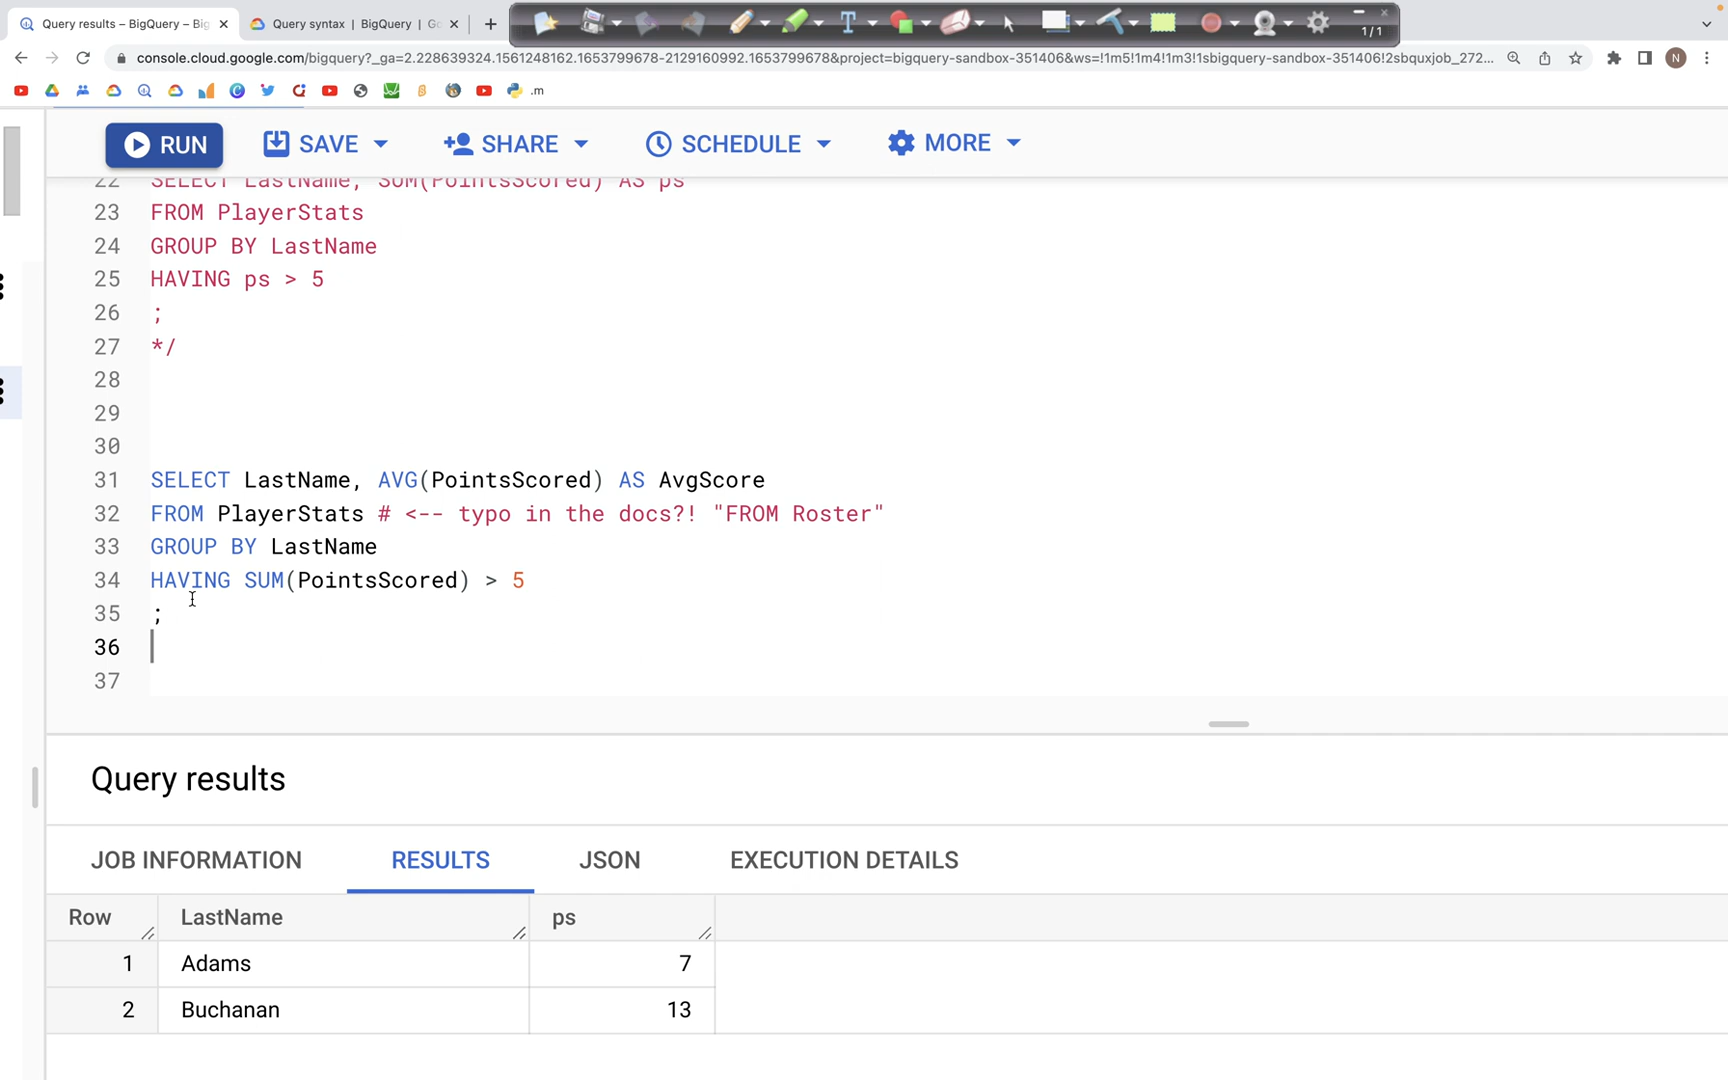 Query results – BigQuery – Big
Query syntax | BigQuery | Go
1/1
console.cloud.google.com/bigquery?_ga=2.228639324.1561248162.1653799678-2129160992.1653799678&project=bigquery-sandbox-351406&ws=!1m5!1m4!1m3!1sbigquery-sandbox-351406!2sbquxjob_272...
N
.m
RUN
SAVE
SHARE
SCHEDULE
MORE
22 SELECT LastName, SUM(PointsScored) AS ps
23 FROM PlayerStats
24 GROUP BY LastName
25 HAVING ps > 5
26 ;
27 */
28
29
30
31 SELECT LastName, AVG(PointsScored) AS AvgScore
32 FROM PlayerStats # <-- typo in the docs?! "FROM Roster"
33 GROUP BY LastName
34 HAVING SUM(PointsScored) > 5
35 ;
36
37
Query results
JOB INFORMATION RESULTS JSON EXECUTION DETAILS
Row LastName ps
1 Adams 7
2 Buchanan 13